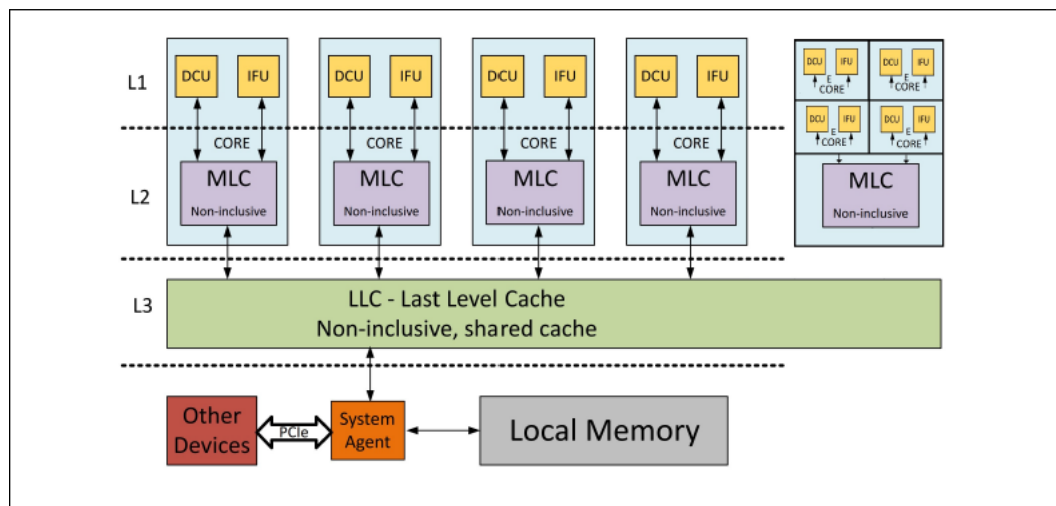 L1
DCU IFU
CORE
MLC
Non-inclusive
DCU IFU
CORE
MLC
Non-inclusive
DCU IFU
CORE
MLC
Non-inclusive
DCU IFU
CORE
MLC
Non-inclusive
DCU IFU
E
CORE
DCU IFU
E
CORE
DCU IFU
E
CORE
DCU IFU
E
CORE
MLC
Non-inclusive
L2
L3
LLC - Last Level Cache
Non-inclusive, shared cache
Other
Devices
PCIe
System
Agent
Local Memory